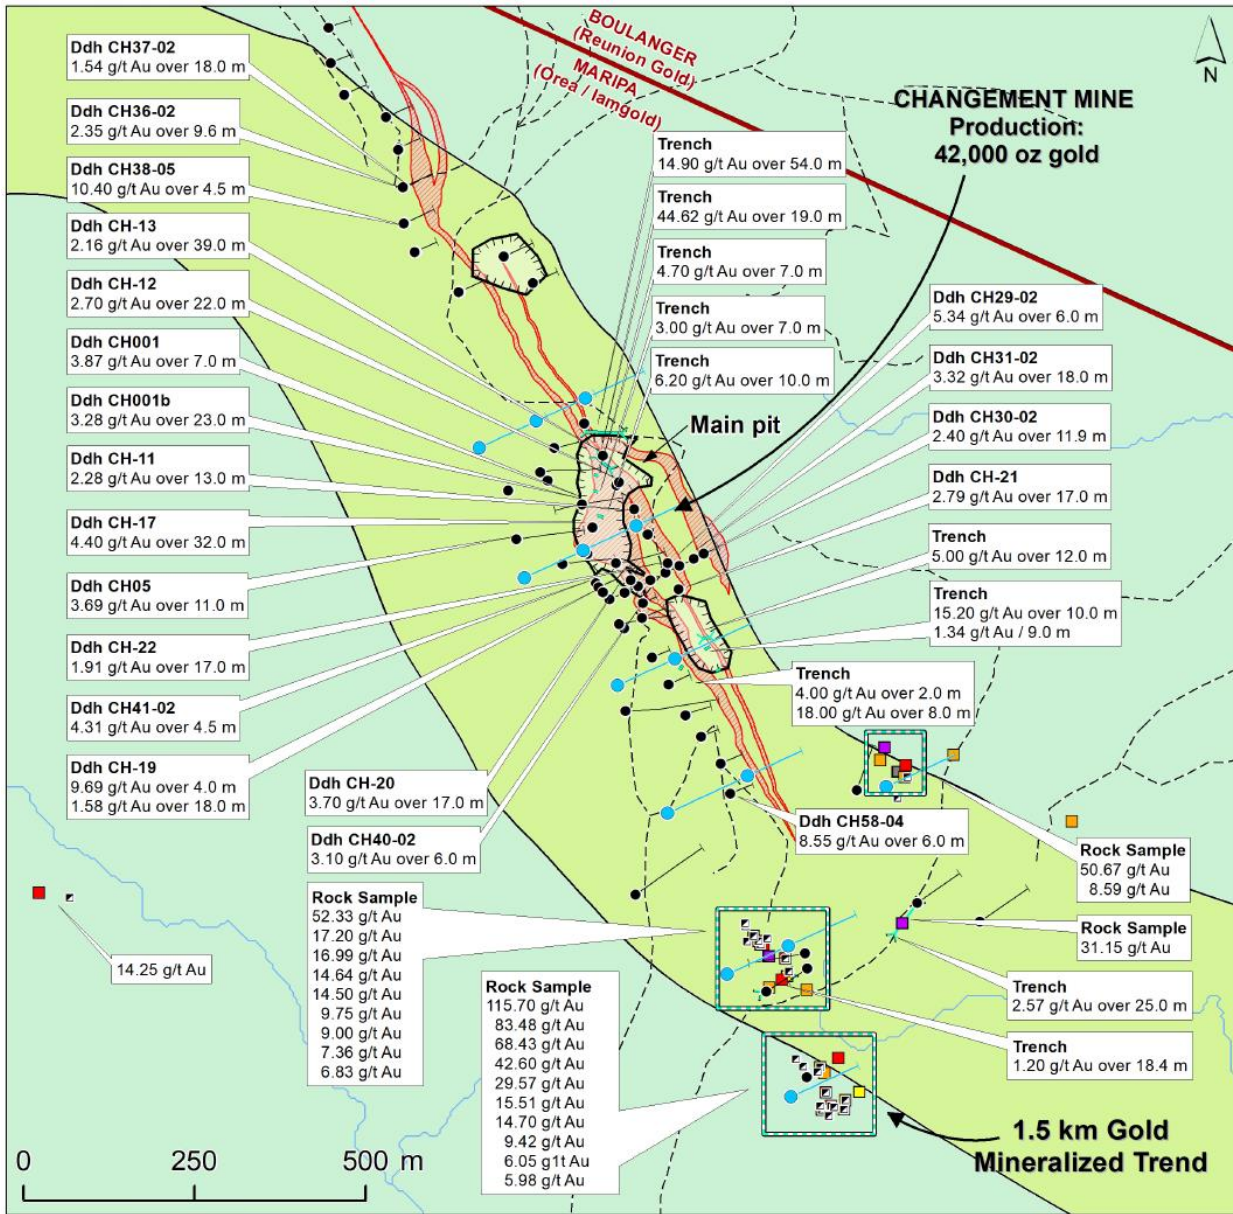 BOULANGER
(Reunion Gold)
MARIPA
(Orea / Iamgold)
N
CHANGEMENT MINE
Production:
42,000 oz gold
Ddh CH37-02
1.54 g/t Au over 18.0 m
Ddh CH36-02
2.35 g/t Au over 9.6 m
Ddh CH38-05
10.40 g/t Au over 4.5 m
Ddh CH-13
2.16 g/t Au over 39.0 m
Ddh CH-12
2.70 g/t Au over 22.0 m
Ddh CH001
3.87 g/t Au over 7.0 m
Ddh CH001b
3.28 g/t Au over 23.0 m
Ddh CH-11
2.28 g/t Au over 13.0 m
Ddh CH-17
4.40 g/t Au over 32.0 m
Ddh CH05
3.69 g/t Au over 11.0 m
Ddh CH-22
1.91 g/t Au over 17.0 m
Ddh CH41-02
4.31 g/t Au over 4.5 m
Ddh CH-19
9.69 g/t Au over 4.0 m
1.58 g/t Au over 18.0 m
Trench
14.90 g/t Au over 54.0 m
Trench
44.62 g/t Au over 19.0 m
Trench
4.70 g/t Au over 7.0 m
Trench
3.00 g/t Au over 7.0 m
Trench
6.20 g/t Au over 10.0 m
Main pit
Ddh CH29-02
5.34 g/t Au over 6.0 m
Ddh CH31-02
3.32 g/t Au over 18.0 m
Ddh CH30-02
2.40 g/t Au over 11.9 m
Ddh CH-21
2.79 g/t Au over 17.0 m
Trench
5.00 g/t Au over 12.0 m
Trench
15.20 g/t Au over 10.0 m
1.34 g/t Au / 9.0 m
Trench
4.00 g/t Au over 2.0 m
18.00 g/t Au over 8.0 m
Ddh CH-20
3.70 g/t Au over 17.0 m
Ddh CH40-02
3.10 g/t Au over 6.0 m
Ddh CH58-04
8.55 g/t Au over 6.0 m
Rock Sample
50.67 g/t Au
8.59 g/t Au
Rock Sample
31.15 g/t Au
Trench
2.57 g/t Au over 25.0 m
Trench
1.20 g/t Au over 18.4 m
14.25 g/t Au
Rock Sample
52.33 g/t Au
17.20 g/t Au
16.99 g/t Au
14.64 g/t Au
14.50 g/t Au
9.75 g/t Au
9.00 g/t Au
7.36 g/t Au
6.83 g/t Au
Rock Sample
115.70 g/t Au
83.48 g/t Au
68.43 g/t Au
42.60 g/t Au
29.57 g/t Au
15.51 g/t Au
14.70 g/t Au
9.42 g/t Au
6.05 g1t Au
5.98 g/t Au
1.5 km Gold
Mineralized Trend
0 250 500 m